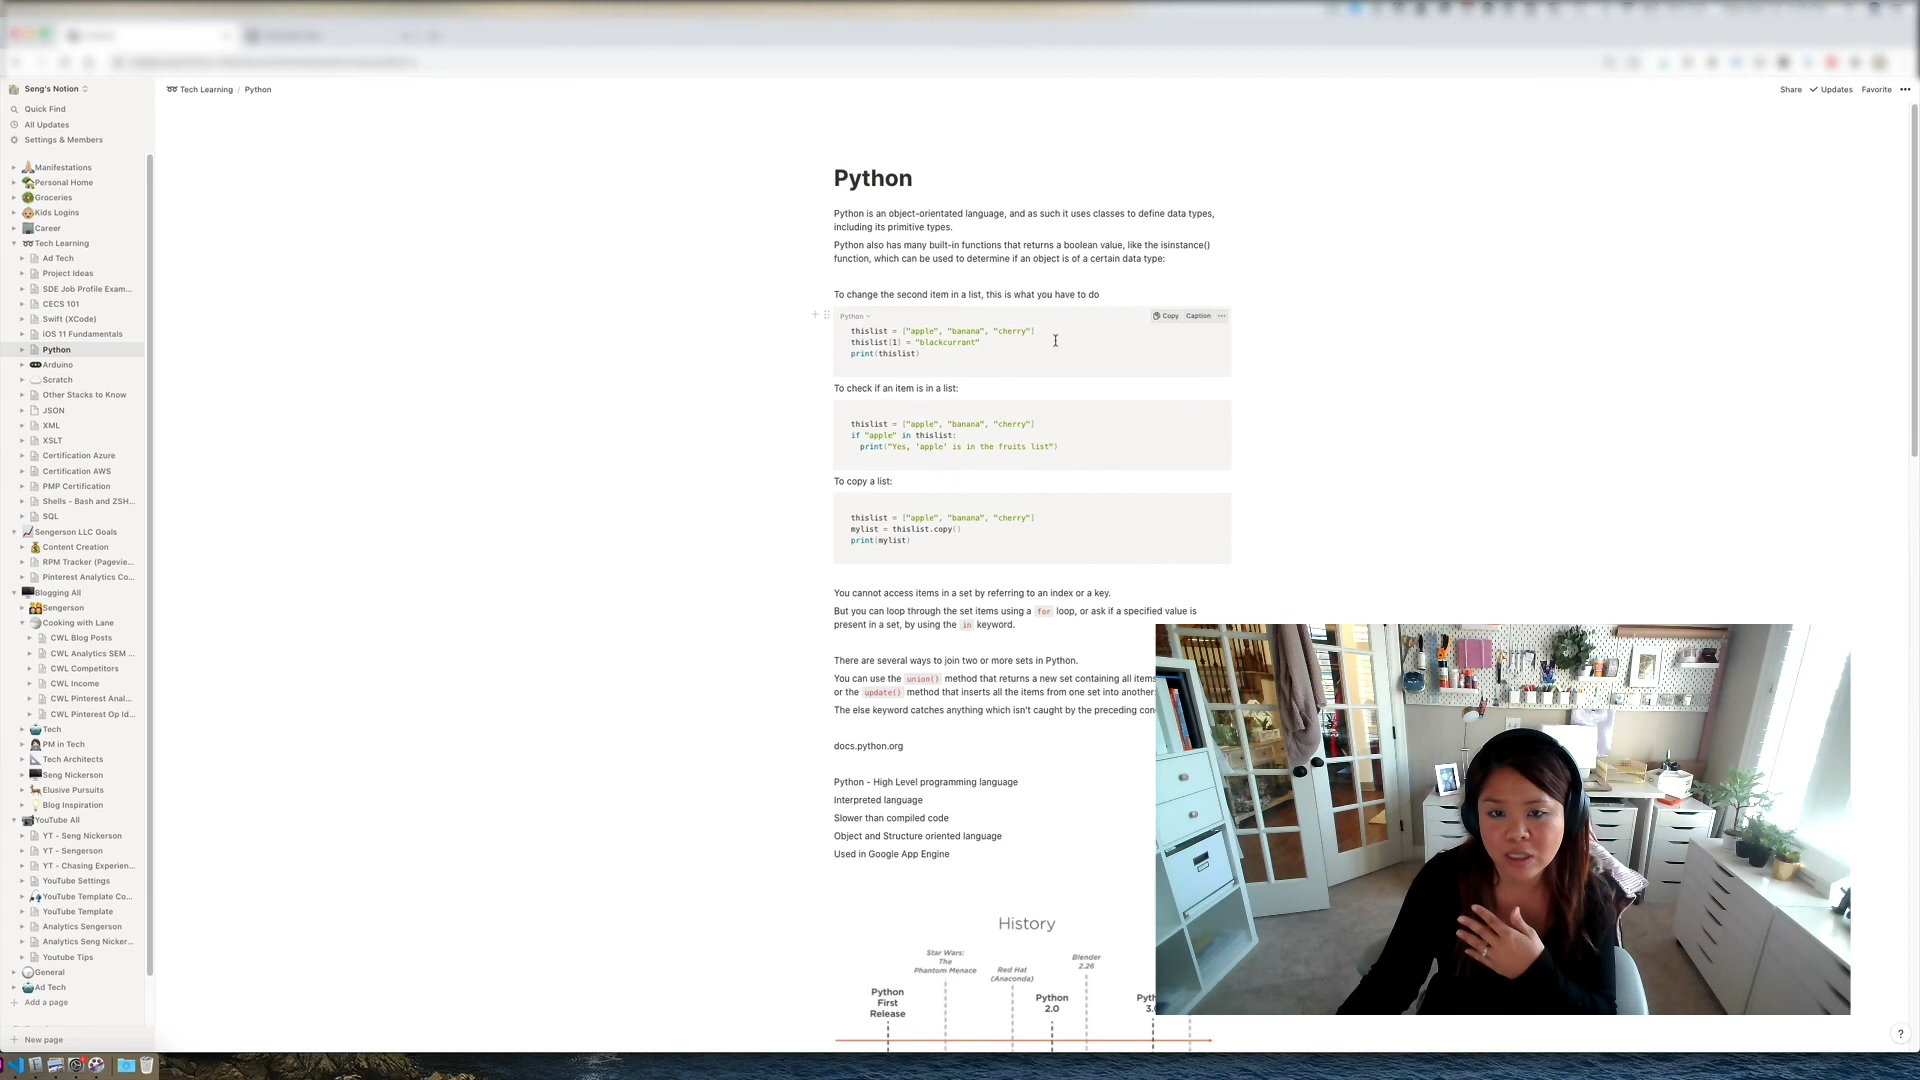 Seng's Notion
Quick Find
All Updates
Settings & Members
Manifestations
Personal Home
Groceries
Kids Logins
Career
Tech Learning
Ad Tech
Project Ideas
SDE Job Profile Exam...
CECS 101
Swift (XCode)
iOS 11 Fundamentals
Python
Arduino
Scratch
Other Stacks to Know
JSON
XML
XSLT
Certification Azure
Certification AWS
PMP Certification
Shells - Bash and ZSH...
SQL
Sengerson LLC Goals
Content Creation
RPM Tracker (Pagevie...
Pinterest Analytics Co...
Blogging All
Sengerson
Cooking with Lane
CWL Blog Posts
CWL Analytics SEM ...
CWL Competitors
CWL Income
CWL Pinterest Anal...
CWL Pinterest Op Id...
Tech
PM in Tech
Tech Architects
Seng Nickerson
Elusive Pursuits
Blog Inspiration
YouTube All
YT - Seng Nickerson
YT - Sengerson
YT - Chasing Experien...
YouTube Settings
YouTube Template Co...
YouTube Template
Analytics Sengerson
Analytics Seng Nicker...
Youtube Tips
General
Ad Tech
Add a page
New page
Tech Learning / Python
Share Updates Favorite
Python
Python is an object-orientated language, and as such it uses classes to define data types,
including its primitive types.
Python also has many built-in functions that returns a boolean value, like the isinstance()
function, which can be used to determine if an object is of a certain data type:
To change the second item in a list, this is what you have to do
Python Copy Caption
thislist = ["apple", "banana", "cherry"]
thislist[1] = "blackcurrant"
print(thislist)
To check if an item is in a list:
thislist = ["apple", "banana", "cherry"]
if "apple" in thislist:
print("Yes, 'apple' is in the fruits list")
To copy a list:
thislist = ["apple", "banana", "cherry"]
mylist = thislist.copy()
print(mylist)
You cannot access items in a set by referring to an index or a key.
But you can loop through the set items using a for loop, or ask if a specified value is
present in a set, by using the in keyword.
There are several ways to join two or more sets in Python.
You can use the union() method that returns a new set containing all items
or the update() method that inserts all the items from one set into another:
The else keyword catches anything which isn't caught by the preceding con
docs.python.org
Python - High Level programming language
Interpreted language
Slower than compiled code
Object and Structure oriented language
Used in Google App Engine
History
Star Wars:
The
Phantom Menace
Red Hat
(Anaconda)
Blender
2.26
Python
First
Release
Python
2.0
Pyth
3.
?